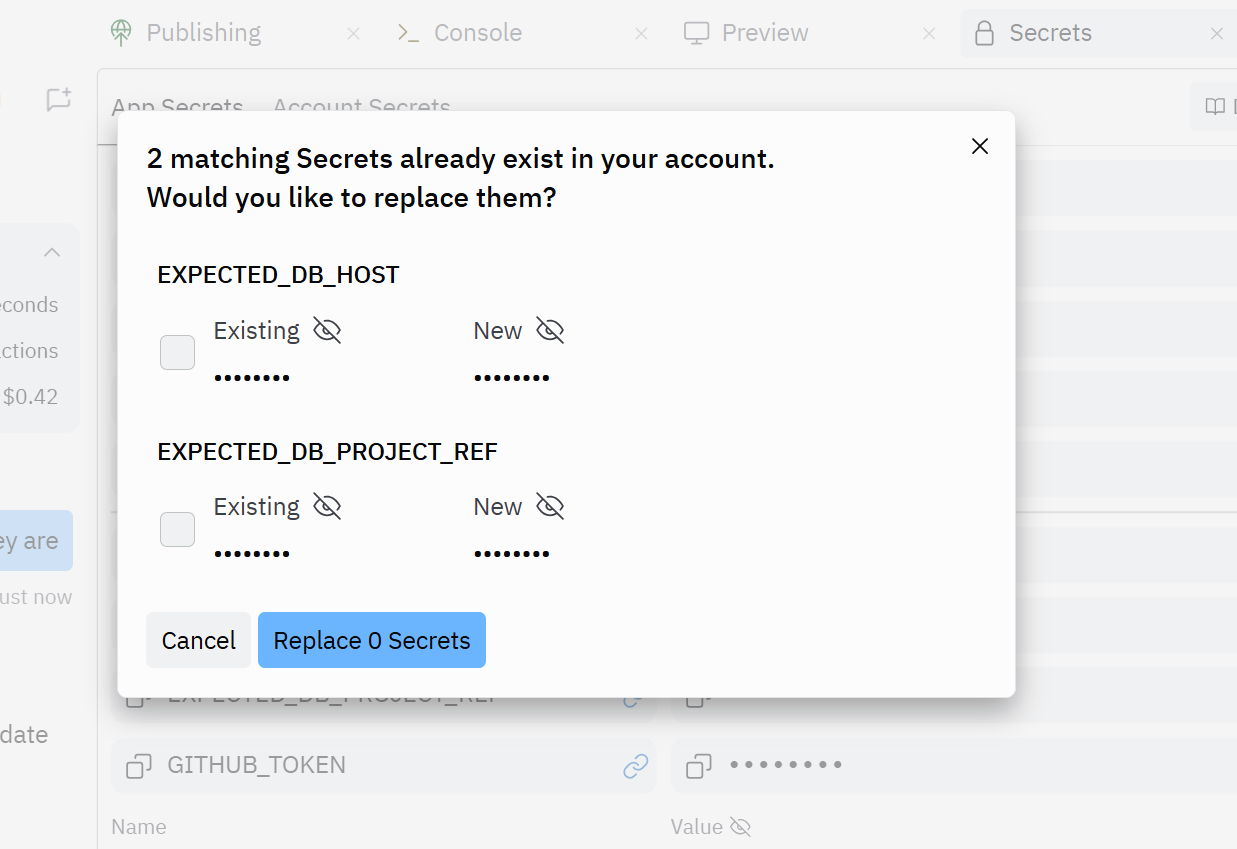 Publishing
Console
Preview
Secrets
App Secrets
Account Secrets
2 matching Secrets already exist in your account.
Would you like to replace them?
EXPECTED_DB_HOST
Existing
New
••••••••
••••••••
EXPECTED_DB_PROJECT_REF
Existing
New
••••••••
••••••••
Cancel
Replace 0 Secrets
$0.42
ey are
ust now
date
EXPECTED_DB_PROJECT_REF
GITHUB_TOKEN
••••••••
Name
Value
econds
ctions